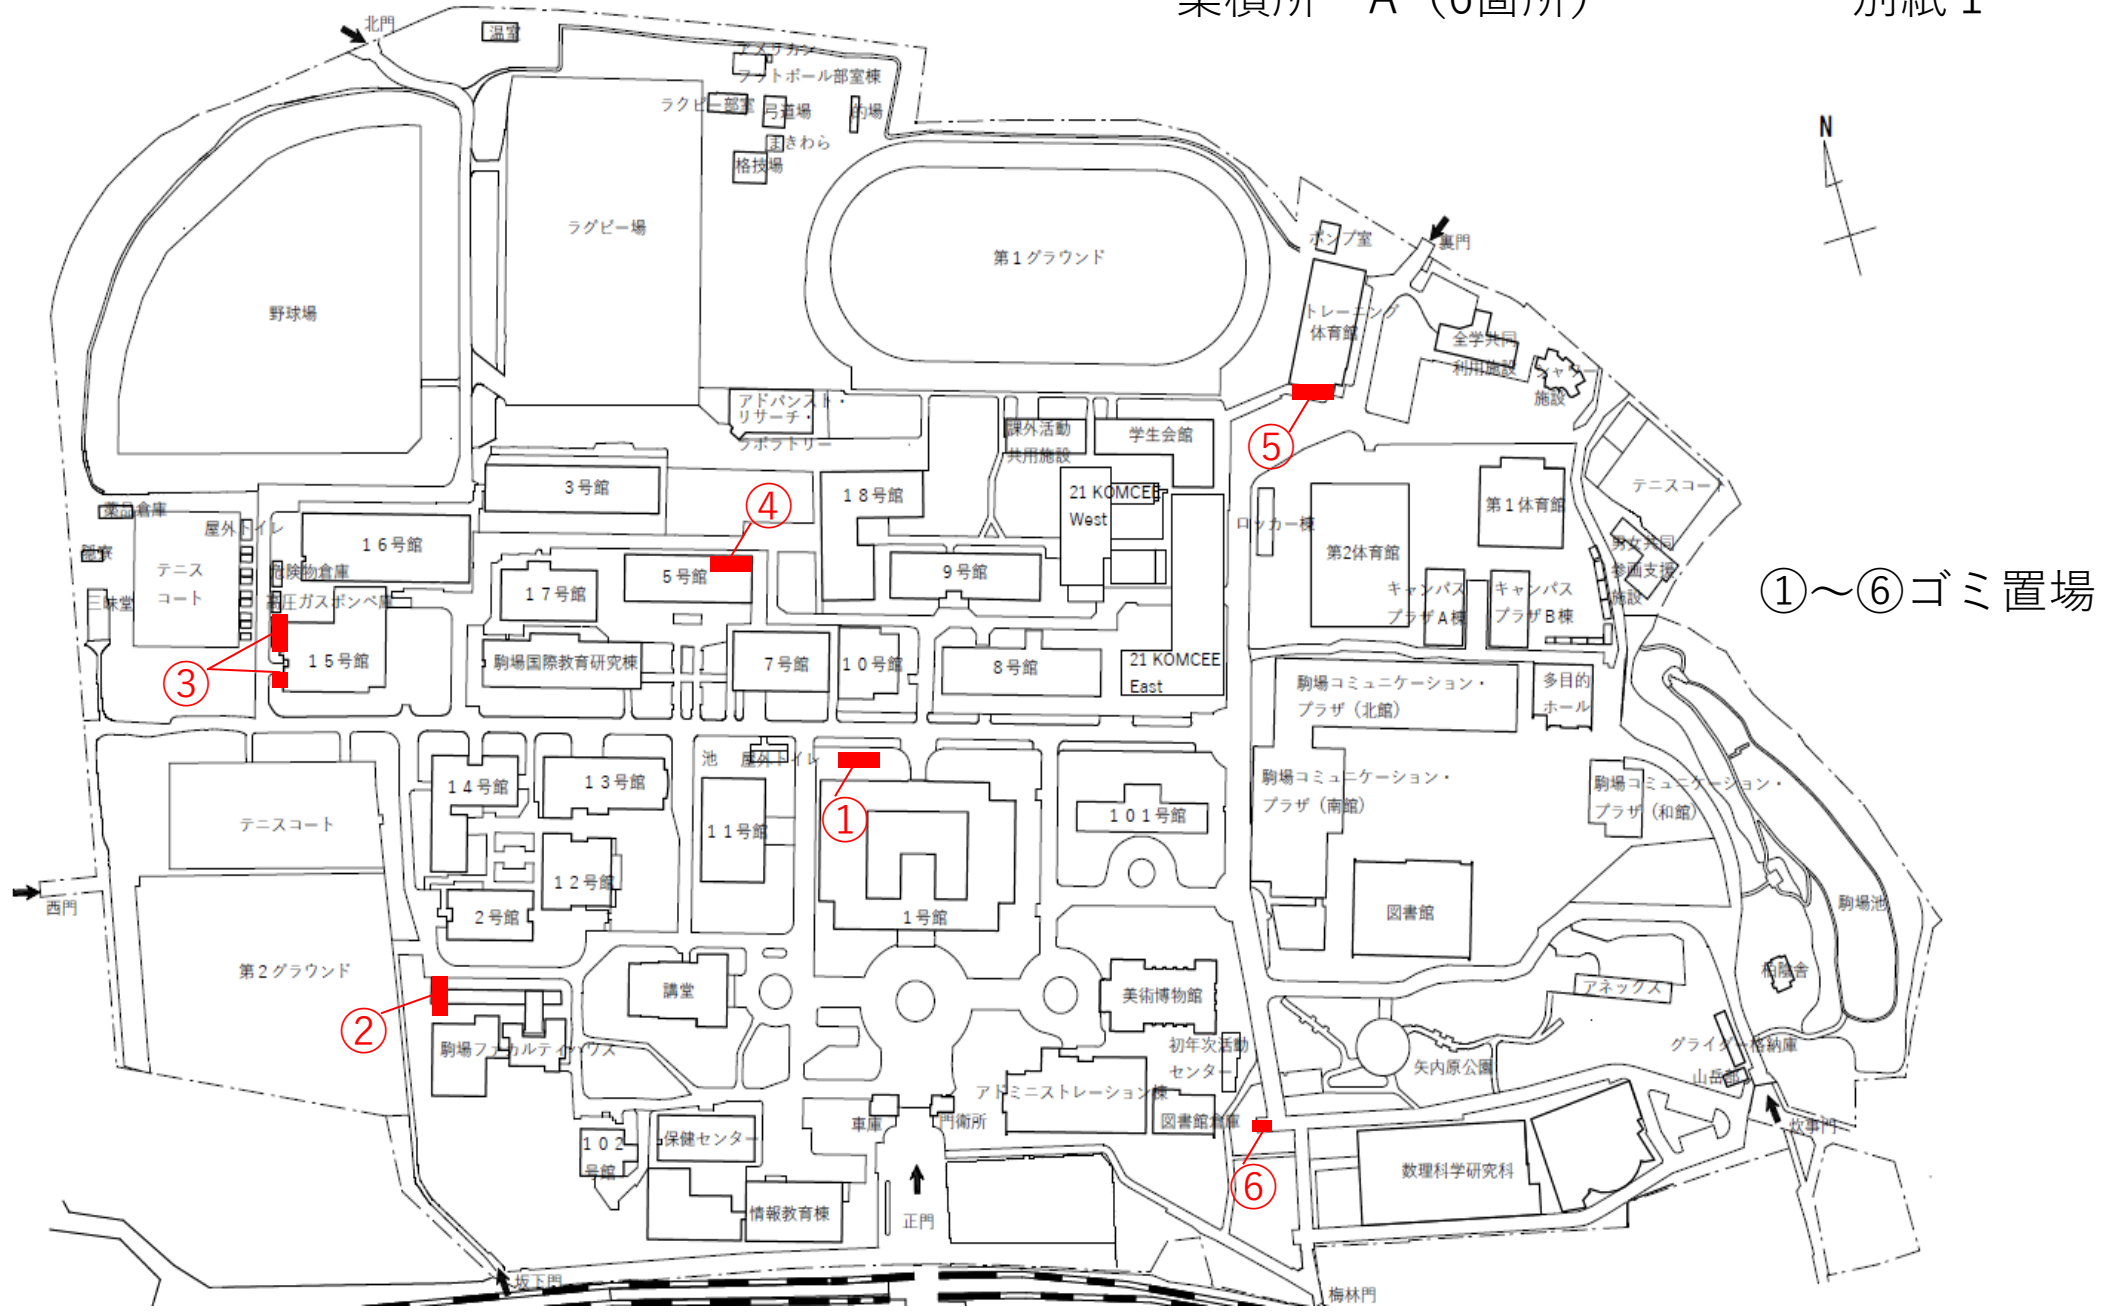 集積所 A（6箇所）
別紙１
北門
温室
アメリカン
フットボール部室棟
ラグビー部室
弓道場
的場
まきわら
格技場
N
ラグビー場
第１グラウンド
ポンプ室
裏門
野球場
トレーニング
体育館
全学共同
利用施設
シャワー
施設
アドバンスト・
リサーチ・
ラボラトリー
課外活動
共用施設
学生会館
⑤
３号館
④
１８号館
21 KOMCEE
West
ロッカー棟
第１体育館
テニスコート
薬品倉庫
屋外トイレ
１６号館
第2体育館
男女共同
参画支援
施設
テニス
コート
危険物倉庫
５号館
９号館
①～⑥ゴミ置場
三昧堂
高圧ガスボンベ庫
１７号館
キャンパス
プラザA棟
キャンパス
プラザB棟
③
１５号館
駒場国際教育研究棟
７号館
１０号館
８号館
21 KOMCEE
East
駒場コミュニケーション・
プラザ（北館）
多目的
ホール
池
屋外トイレ
１４号館
１３号館
①
１１号館
１０１号館
駒場コミュニケーション・
プラザ（南館）
駒場コミュニケーション・
プラザ（和館）
テニスコート
１２号館
西門
２号館
１号館
図書館
駒場池
第２グラウンド
②
講堂
美術博物館
柏蔭舎
アネックス
駒場ファカルティハウス
初年次活動
センター
矢内原公園
グライダー格納庫
山岳部
アドミニストレーション棟
車庫
門衛所
図書館倉庫
炊事門
１０２
号館
保健センター
⑥
数理科学研究科
情報教育棟
正門
坂下門
梅林門